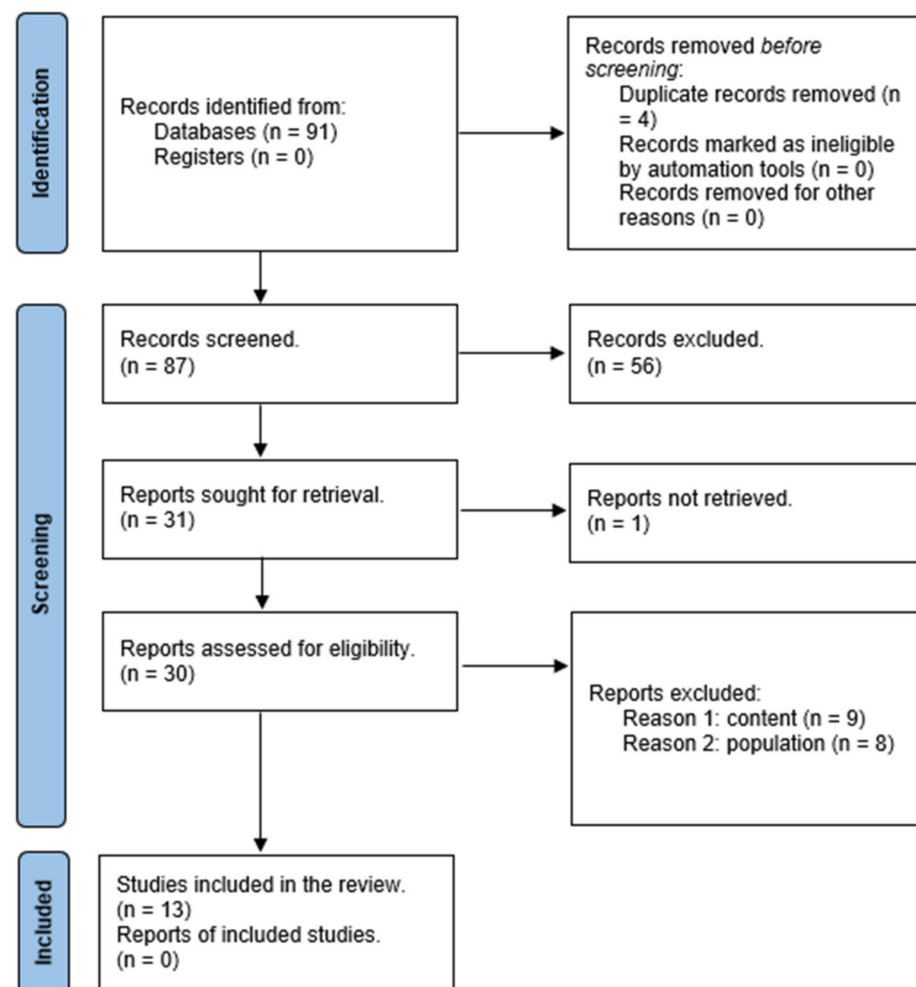 Identification
Records identified from:
Databases (n = 91)
Registers (n = 0)
Records removed before
screening:
Duplicate records removed (n
= 4)
Records marked as ineligible
by automation tools (n = 0)
Records removed for other
reasons (n = 0)
Screening
Records screened.
(n = 87)
Records excluded.
(n = 56)
Reports sought for retrieval.
(n = 31)
Reports not retrieved.
(n = 1)
Reports assessed for eligibility.
(n = 30)
Reports excluded:
Reason 1: content (n = 9)
Reason 2: population (n = 8)
Included
Studies included in the review.
(n = 13)
Reports of included studies.
(n = 0)